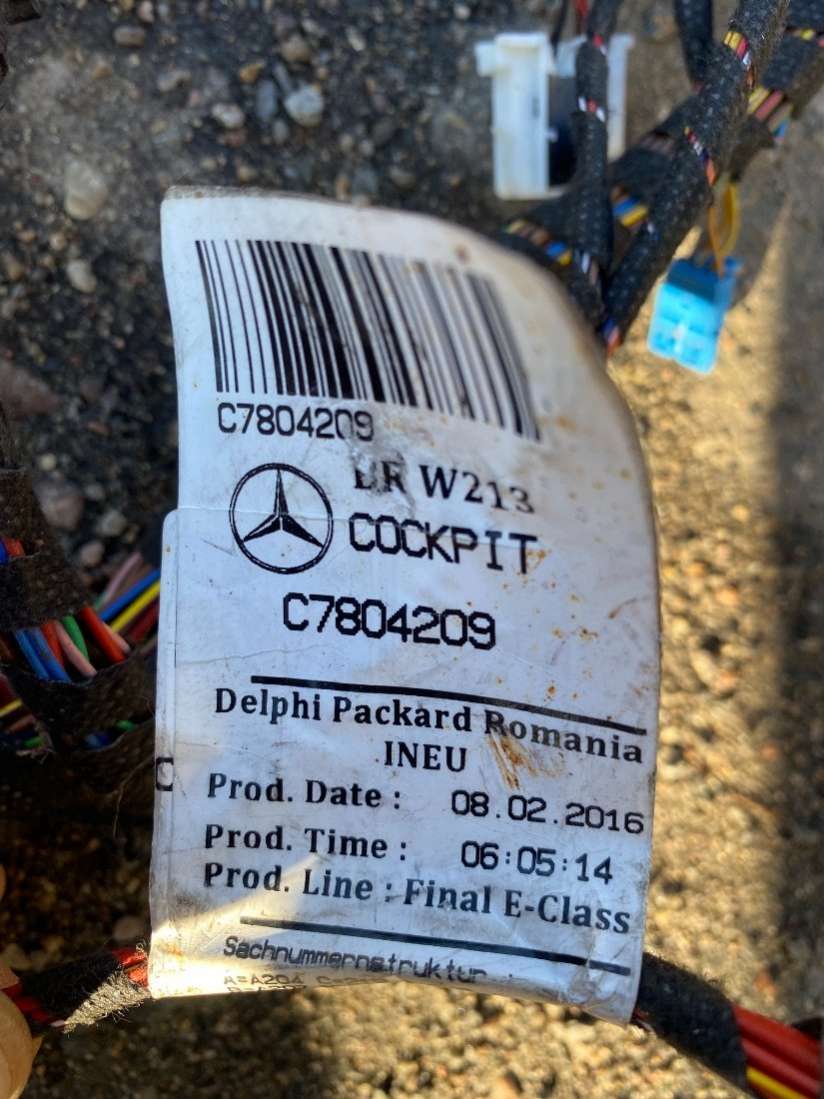 C7804209
BR W213
COCKPIT
C7804209
Delphi Packard Romania
INEU
Prod. Date : 08.02.2016
C
Prod. Time : 06:05:14
Prod. Line : Final E-Class
Sachnummernstruktur